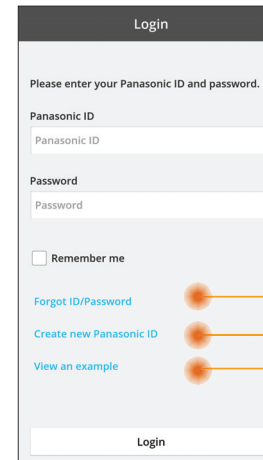 Login
Please enter your Panasonic ID and password.
Panasonic ID
Panasonic ID
Password
Password
Remember me
Forgot ID/Password
Create new Panasonic ID
View an example
Login